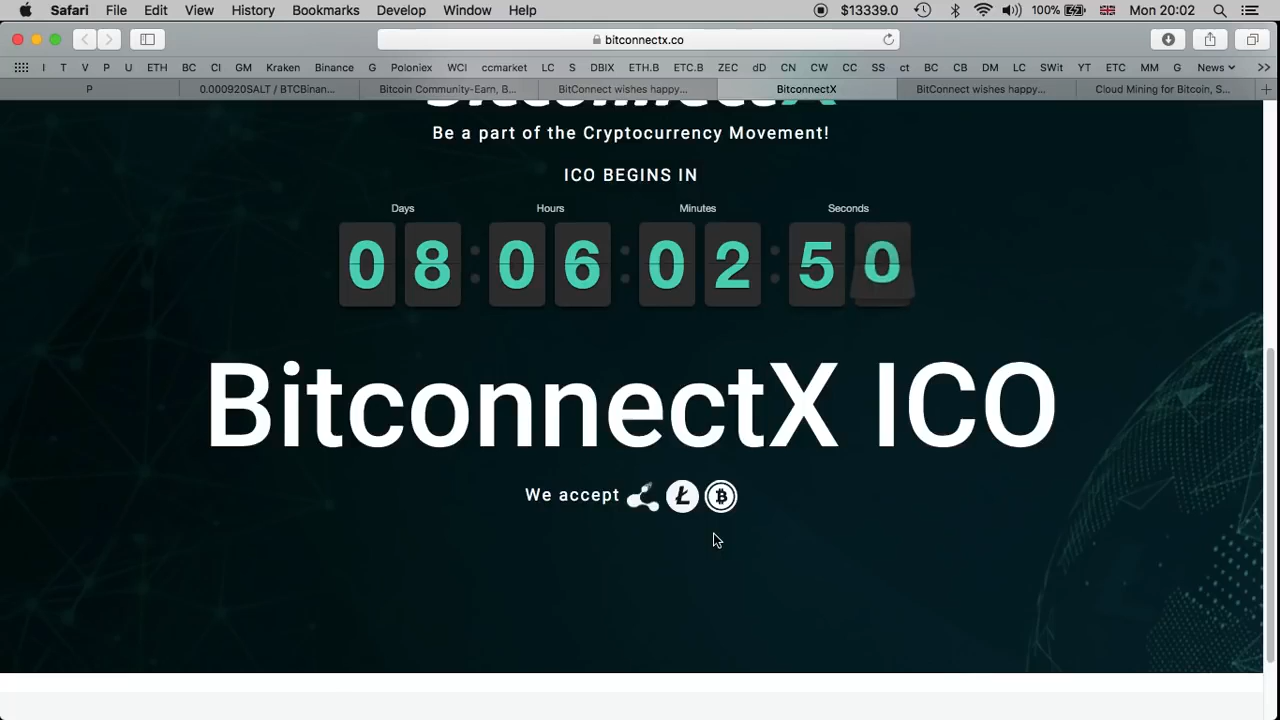 Safari File Edit View History Bookmarks Develop Window Help $13339.0 100% Mon 20:02
bitconnectx.co
I T V P U ETH BC CI GM Kraken Binance G Poloniex WCI ccmarket LC S DBIX ETH.B ETC.B ZEC dD CN CW CC SS ct BC CB DM LC SWit YT ETC MM G News >>
P 0.000920SALT / BTCBinan... Bitcoin Community-Earn, B... BitConnect wishes happy... BitconnectX BitConnect wishes happy... Cloud Mining for Bitcoin, S... +
BitconnectX
Be a part of the Cryptocurrency Movement!
ICO BEGINS IN
Days Hours Minutes Seconds
08:06:02:50
BitconnectX ICO
We accept